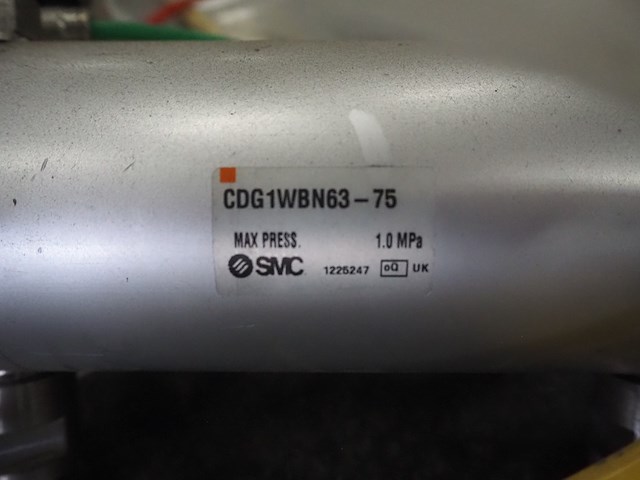 CDG1WBN63-75
MAX PRESS. 1.0 MPa
SMC 1225247 oQ UK